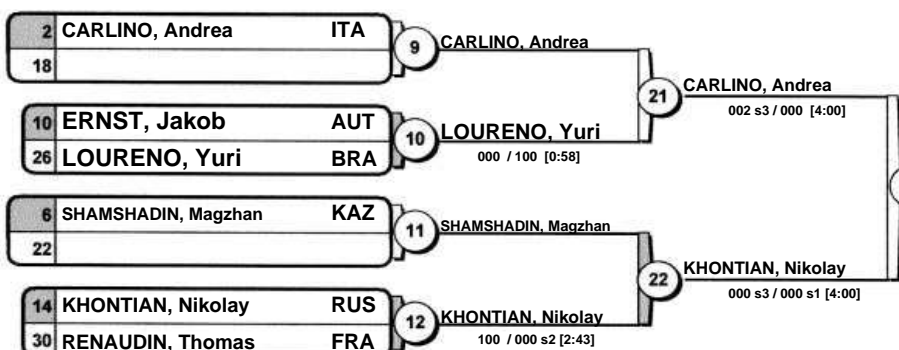 2 CARLINO, Andrea ITA
18
9 CARLINO, Andrea
10 ERNST, Jakob AUT
26 LOURENO, Yuri BRA
10 LOURENO, Yuri
000 / 100 [0:58]
21 CARLINO, Andrea
002 s3 / 000 [4:00]
6 SHAMSHADIN, Magzhan KAZ
22
11 SHAMSHADIN, Magzhan
14 KHONTIAN, Nikolay RUS
30 RENAUDIN, Thomas FRA
12 KHONTIAN, Nikolay
100 / 000 s2 [2:43]
22 KHONTIAN, Nikolay
000 s3 / 000 s1 [4:00]